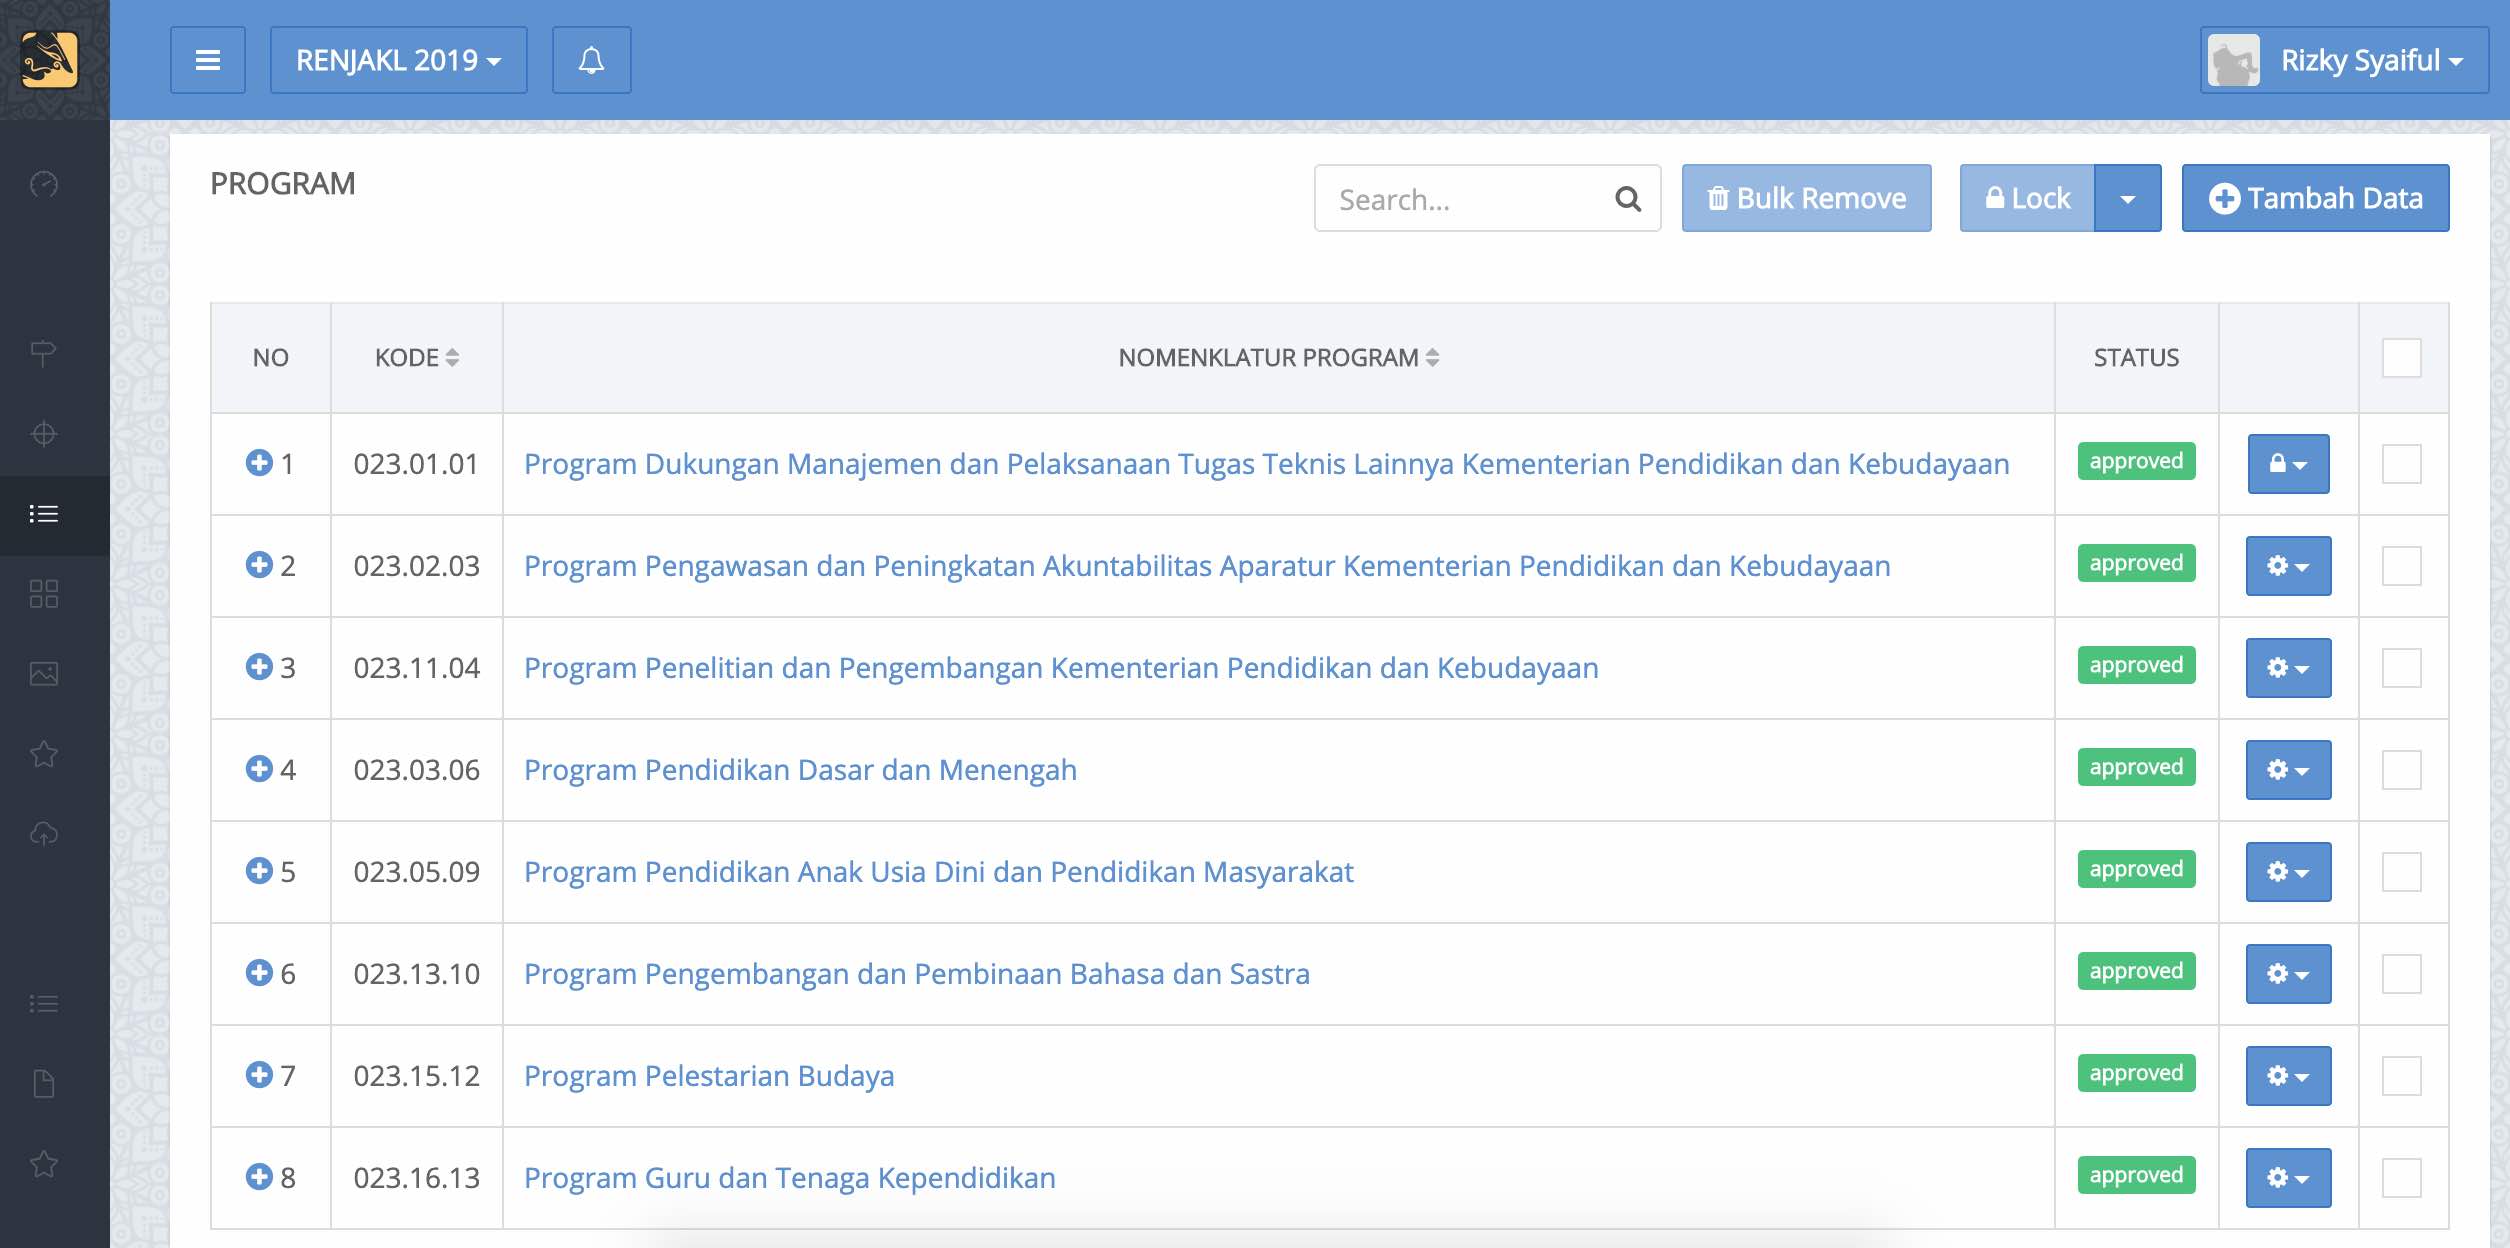 RENJAKL 2019
Rizky Syaiful
PROGRAM
Search...
Bulk Remove
Lock
Tambah Data
NO KODE NOMENKLATUR PROGRAM STATUS
1 023.01.01 Program Dukungan Manajemen dan Pelaksanaan Tugas Teknis Lainnya Kementerian Pendidikan dan Kebudayaan approved
2 023.02.03 Program Pengawasan dan Peningkatan Akuntabilitas Aparatur Kementerian Pendidikan dan Kebudayaan approved
3 023.11.04 Program Penelitian dan Pengembangan Kementerian Pendidikan dan Kebudayaan approved
4 023.03.06 Program Pendidikan Dasar dan Menengah approved
5 023.05.09 Program Pendidikan Anak Usia Dini dan Pendidikan Masyarakat approved
6 023.13.10 Program Pengembangan dan Pembinaan Bahasa dan Sastra approved
7 023.15.12 Program Pelestarian Budaya approved
8 023.16.13 Program Guru dan Tenaga Kependidikan approved